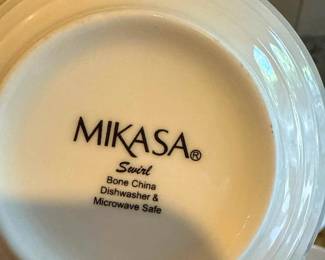 MIKASA®
Swirl
Bone China
Dishwasher &
Microwave Safe